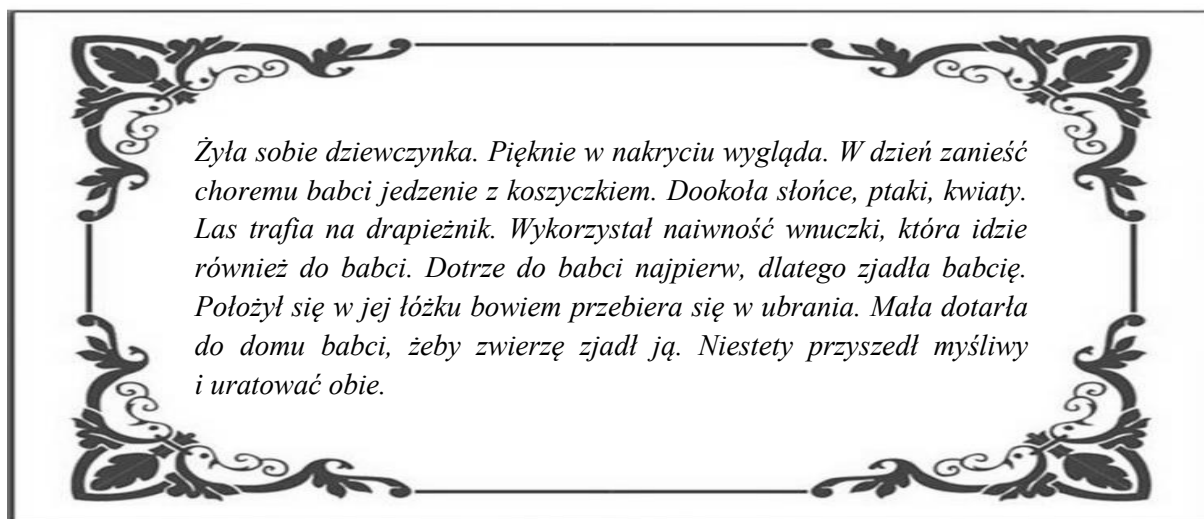 Żyła sobie dziewczynka. Pięknie w nakryciu wygląda. W dzień zanieść
choremu babci jedzenie z koszyczkiem. Dookoła słońce, ptaki, kwiaty.
Las trafia na drapieżnik. Wykorzystał naiwność wnuczki, która idzie
również do babci. Dotrze do babci najpierw, dlatego zjadła babcię.
Położył się w jej łóżku bowiem przebiera się w ubrania. Mała dotarła
do domu babci, żeby zwierzę zjadł ją. Niestety przyszedł myśliwy
i uratować obie.